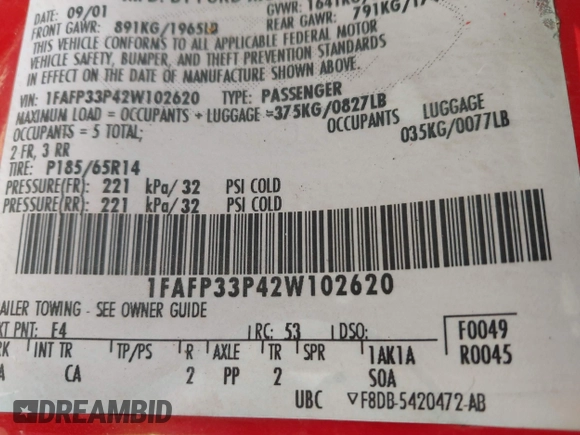 DATE: 09/01
GVWR: 1641KG
FRONT GAWR: 891KG/1965LB
REAR GAWR: 791KG
THIS VEHICLE CONFORMS TO ALL APPLICABLE FEDERAL MOTOR
VEHICLE SAFETY, BUMPER, AND THEFT PREVENTION STANDARDS
IN EFFECT ON THE DATE OF MANUFACTURE SHOWN ABOVE.
VIN: 1FAFP33P42W102620 TYPE: PASSENGER
MAXIMUM LOAD = OCCUPANTS + LUGGAGE =375KG/0827LB
OCCUPANTS = 5 TOTAL; OCCUPANTS LUGGAGE
2 FR, 3 RR 035KG/0077LB
TIRE: P185/65R14
PRESSURE(FR): 221 kPa/ 32 PSI COLD
PRESSURE(RR): 221 kPa/ 32 PSI COLD
1FAFP33P42W102620
AILER TOWING - SEE OWNER GUIDE
PNT: E4 RC: 53 DSO: F0049
INT TR TP/PS R AXLE TR SPR 1AK1A R0045
CA 2 PP 2 SOA
UBC ▽F8DB-5420472-AB
DREAMBID